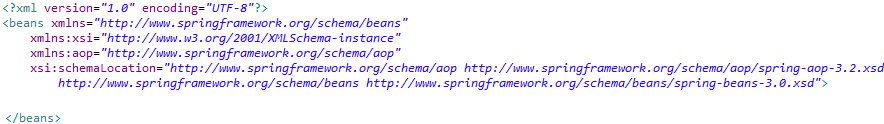 <?xml version="1.0" encoding="UTF-8"?>
<beans xmlns="http://www.springframework.org/schema/beans"
xmlns:xsi="http://www.w3.org/2001/XMLSchema-instance"
xmlns:aop="http://www.springframework.org/schema/aop"
xsi:schemaLocation="http://www.springframework.org/schema/aop http://www.springframework.org/schema/aop/spring-aop-3.2.xsd
http://www.springframework.org/schema/beans http://www.springframework.org/schema/beans/spring-beans-3.0.xsd">
</beans>